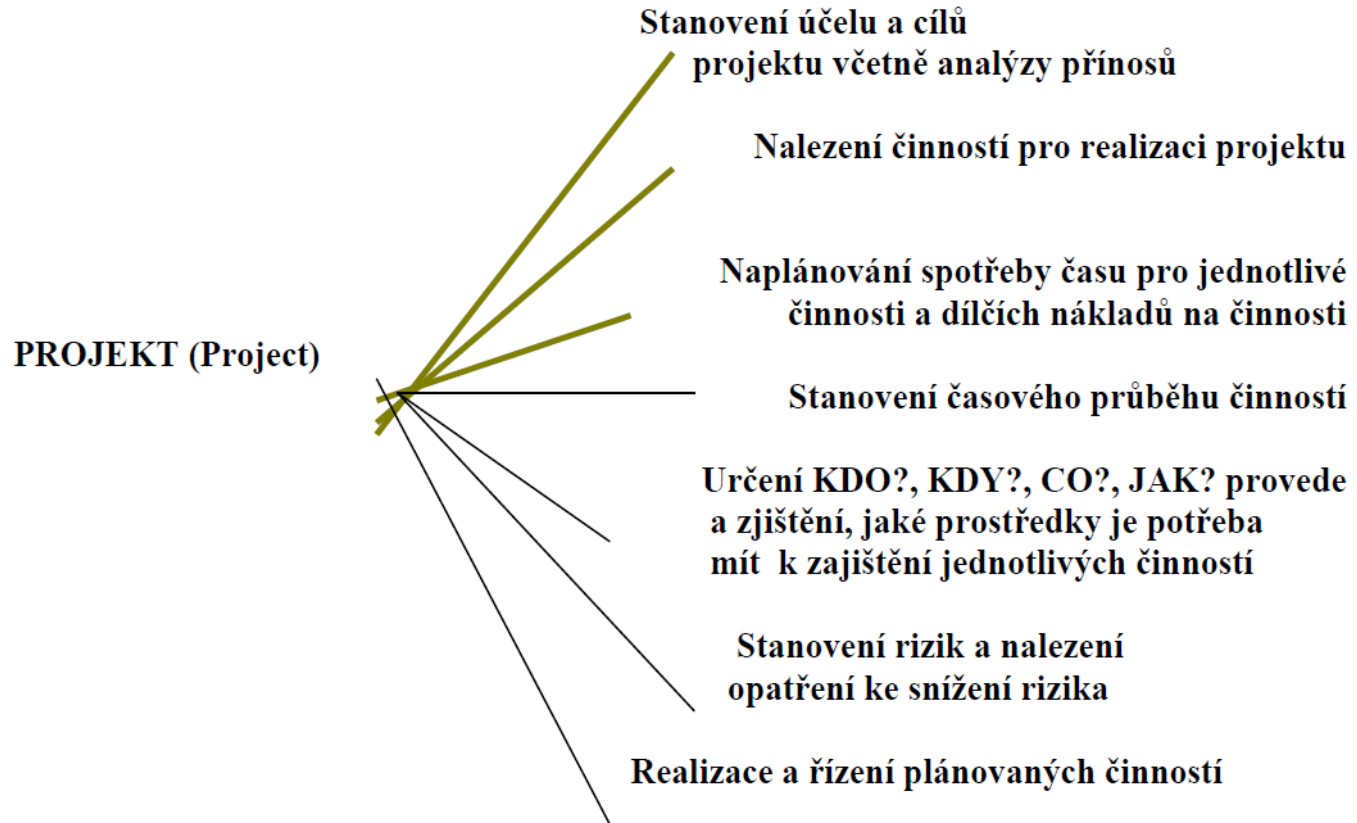 Stanovení účelu a cílů
projektu včetně analýzy přínosů
Nalezení činností pro realizaci projektu
Naplánování spotřeby času pro jednotlivé
činnosti a dílčích nákladů na činnosti
PROJEKT (Project)
Stanovení časového průběhu činností
Určení KDO?, KDY?, CO?, JAK? provede
a zjištění, jaké prostředky je potřeba
mít k zajištění jednotlivých činností
Stanovení rizik a nalezení
opatření ke snížení rizika
Realizace a řízení plánovaných činností